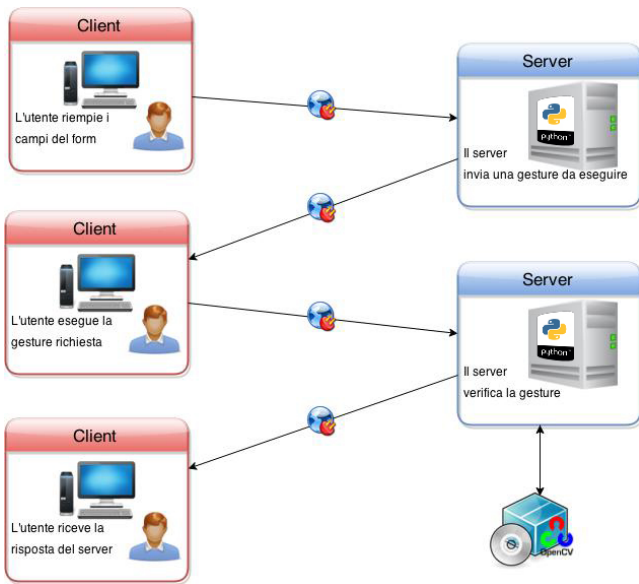 Client
L'utente riempie i
campi del form
Server
python
Il server
invia una gesture da eseguire
Client
L'utente esegue la
gesture richiesta
Server
python
Il server
verifica la gesture
Client
L'utente riceve la
risposta del server
OpenCV